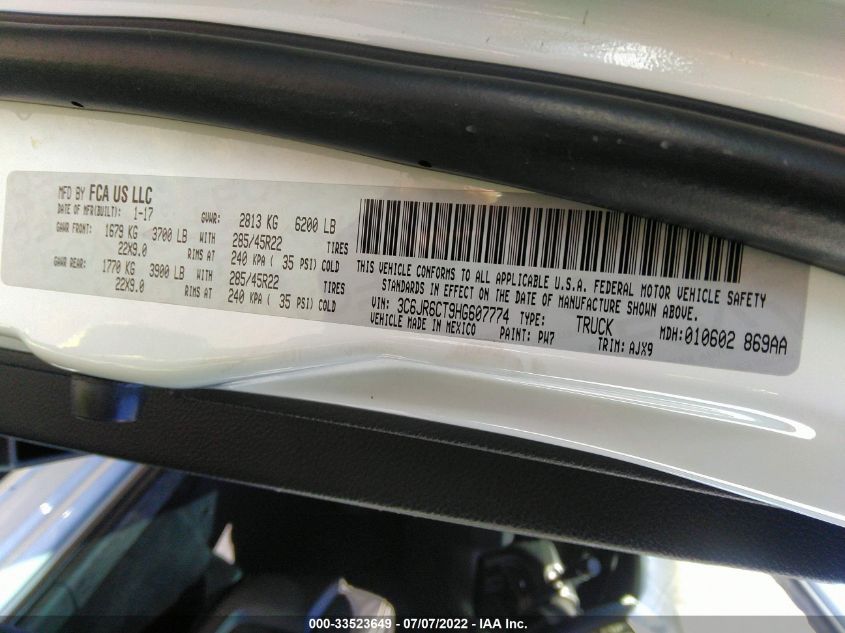 MFD BY FCA US LLC
DATE OF MFR(BUILT): 1-17 GVWR: 2813 KG 6200 LB
GAWR FRONT: 1679 KG 3700 LB WITH 285/45R22 TIRES
22X9.0 RIMS AT 240 KPA ( 35 PSI) COLD
GAWR REAR: 1770 KG 3900 LB WITH 285/45R22 TIRES
22X9.0 RIMS AT 240 KPA ( 35 PSI) COLD
THIS VEHICLE CONFORMS TO ALL APPLICABLE U.S.A. FEDERAL MOTOR VEHICLE SAFETY
STANDARDS IN EFFECT ON THE DATE OF MANUFACTURE SHOWN ABOVE.
VIN: 3C6JR6CT9HG607774 TYPE: TRUCK MDH:010602 869AA
VEHICLE MADE IN MEXICO PAINT: PW7 TRIM: AJX9
000-33523649 - 07/07/2022 - IAA Inc.